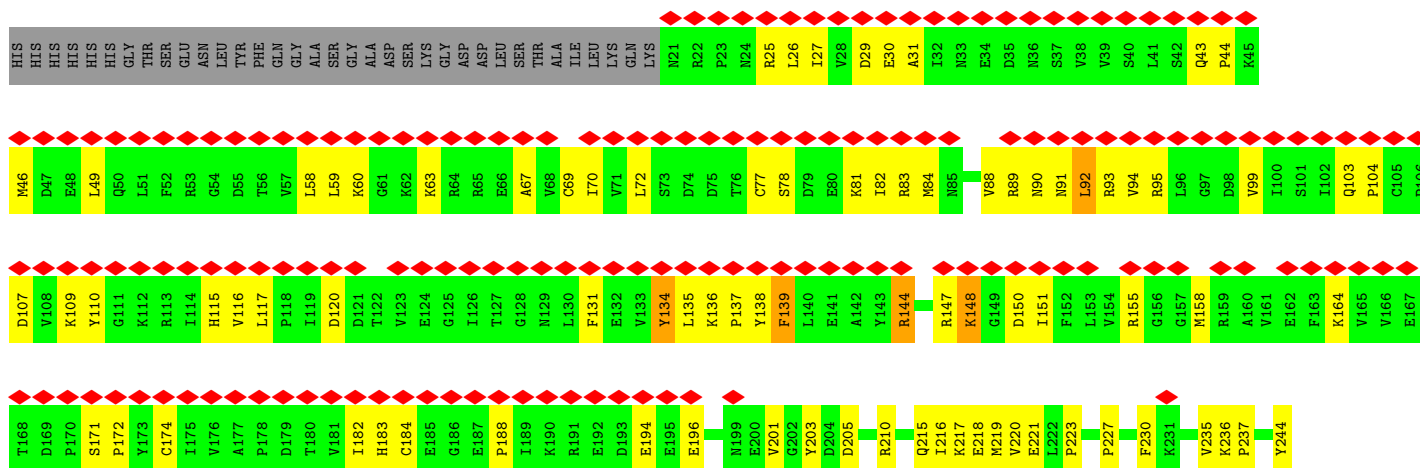 HIS HIS HIS HIS HIS HIS GLY THR SER GLU ASN LEU TYR PHE GLN GLY ALA SER GLY ALA ASP SER LYS GLY ASP ASP LEU SER THR ALA ILE LEU LYS GLN LYS N21 R22 P23 N24 R25 L26 I27 V28 D29 E30 A31 I32 N33 E34 D35 N36 S37 V38 V39 S40 L41 S42 Q43 P44 K45
M46 D47 E48 L49 Q50 L51 F52 R53 G54 D55 T56 V57 L58 L59 K60 G61 K62 K63 R64 R65 E66 A67 V68 C69 I70 V71 L72 S73 D74 D75 T76 C77 S78 D79 E80 K81 I82 R83 M84 N85 V88 R89 N90 N91 L92 R93 V94 R95 L96 G97 D98 V99 I100 S101 I102 Q103 P104 C105 P106
D107 V108 K109 Y110 G111 K112 R113 I114 H115 V116 L117 P118 I119 D120 D121 T122 V123 E124 G125 I126 T127 G128 N129 L130 F131 E132 V133 Y134 L135 K136 P137 Y138 F139 L140 E141 A142 Y143 R144 R147 K148 G149 D150 I151 F152 L153 V154 R155 G156 G157 M158 R159 A160 V161 E162 F163 K164 V165 V166 E167
T168 D169 P170 S171 P172 Y173 C174 I175 V176 A177 P178 D179 T180 V181 I182 H183 C184 E185 G186 E187 P188 I189 K190 R191 E192 D193 E194 E195 E196 N199 E200 V201 G202 Y203 D204 D205 R210 Q215 I216 K217 E218 M219 V220 E221 L222 P223 P227 F230 K231 V235 K236 P237 Y244